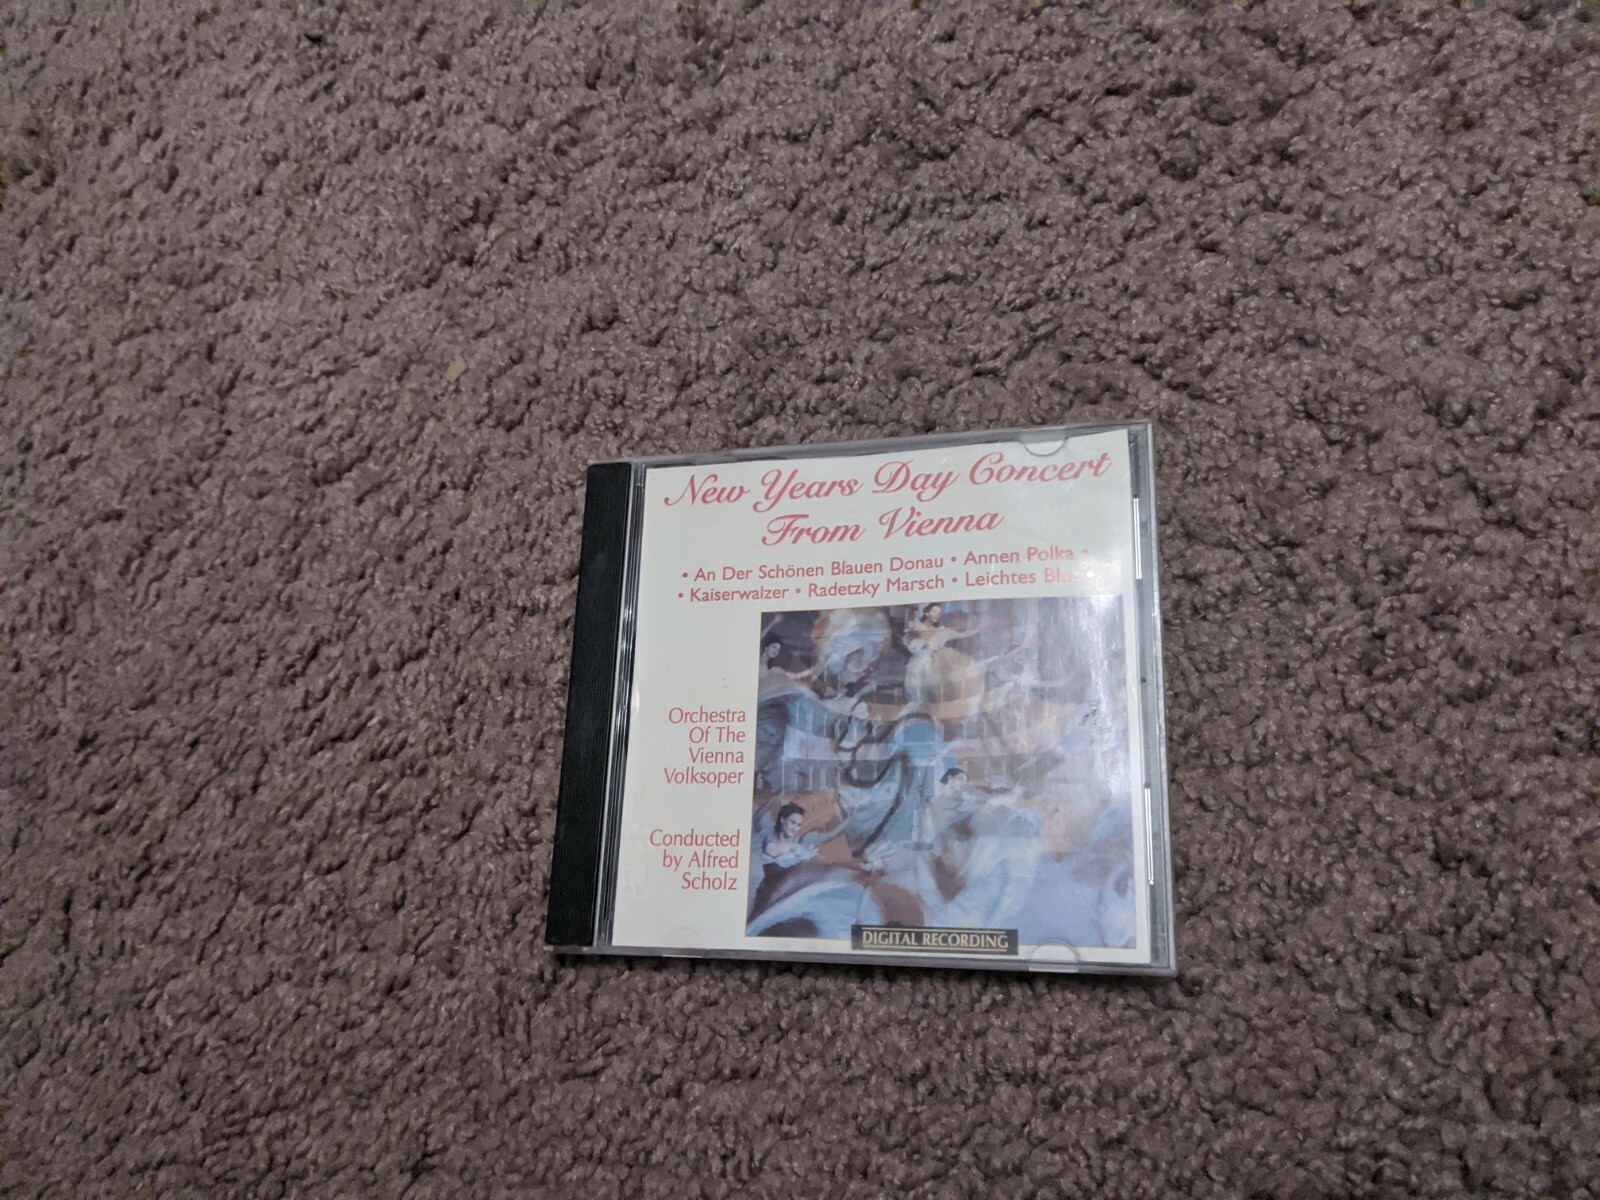 New Years Day Concert
From Vienna
• An Der Schönen Blauen Donau • Annen Polka •
• Kaiserwalzer • Radetzky Marsch • Leichtes
Orchestra
Of The
Vienna
Volksoper
Conducted
by Alfred
Scholz
DIGITAL RECORDING